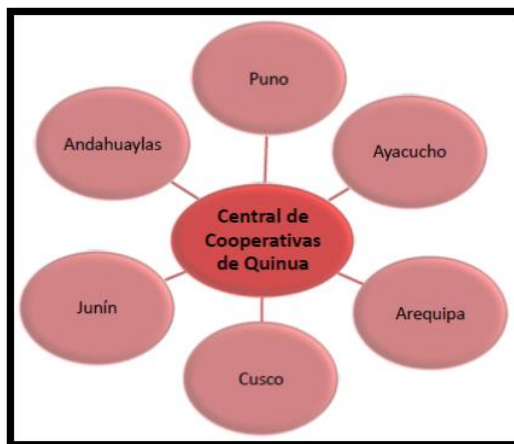 Puno
Andahuaylas
Ayacucho
Central de
Cooperativas
de Quinua
Junín
Arequipa
Cusco